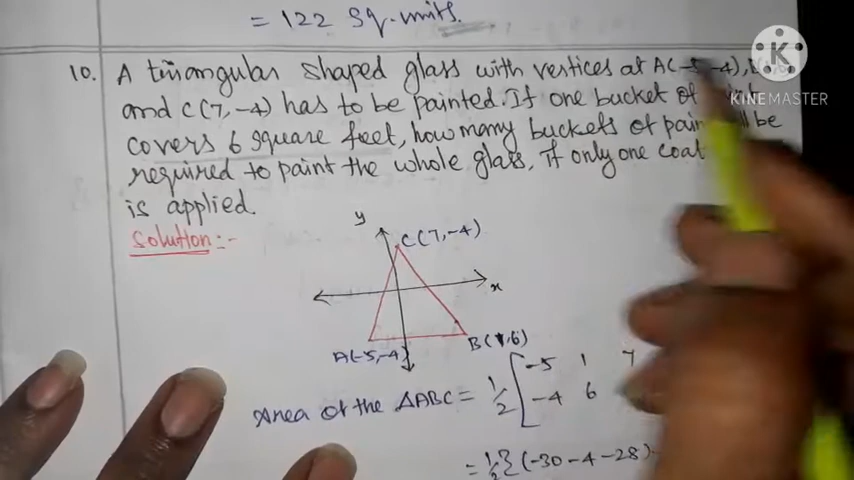 = 122 Sq.units.
10. A triangular shaped glass with vertices at A(-5,-4),
and C(7,-4) has to be painted. If one bucket of
covers 6 square feet, how many buckets of be
required to paint the whole glass, if only one coat
is applied.
Solution:-
y
C(7,-4)
x
A(-5,-4)
B(1,6)
Area of the △ABC = 1/2 [ -5 1 7
-4 6
= 1/2 { (-30-4-28)
K
KINEMASTER